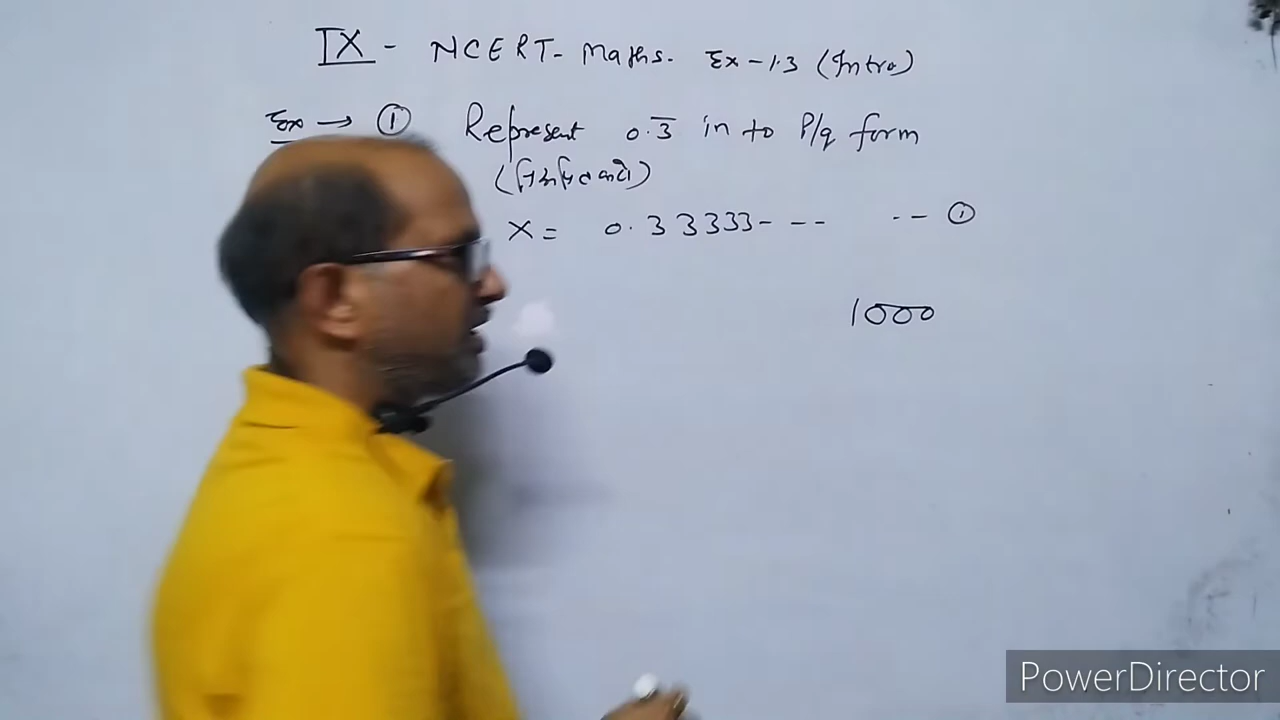 IX - NCERT- Maths. Ex-1.3 (Intro)
Ex → ① Represent 0.3̅ in to P/q form
x = 0.33333--- -- ①
1000
PowerDirector